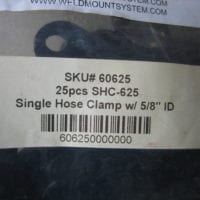 WWW.WELDMOUNTSYSTEM.COM
SKU# 60625
25pcs SHC-625
Single Hose Clamp w/ 5/8" ID
606250000000